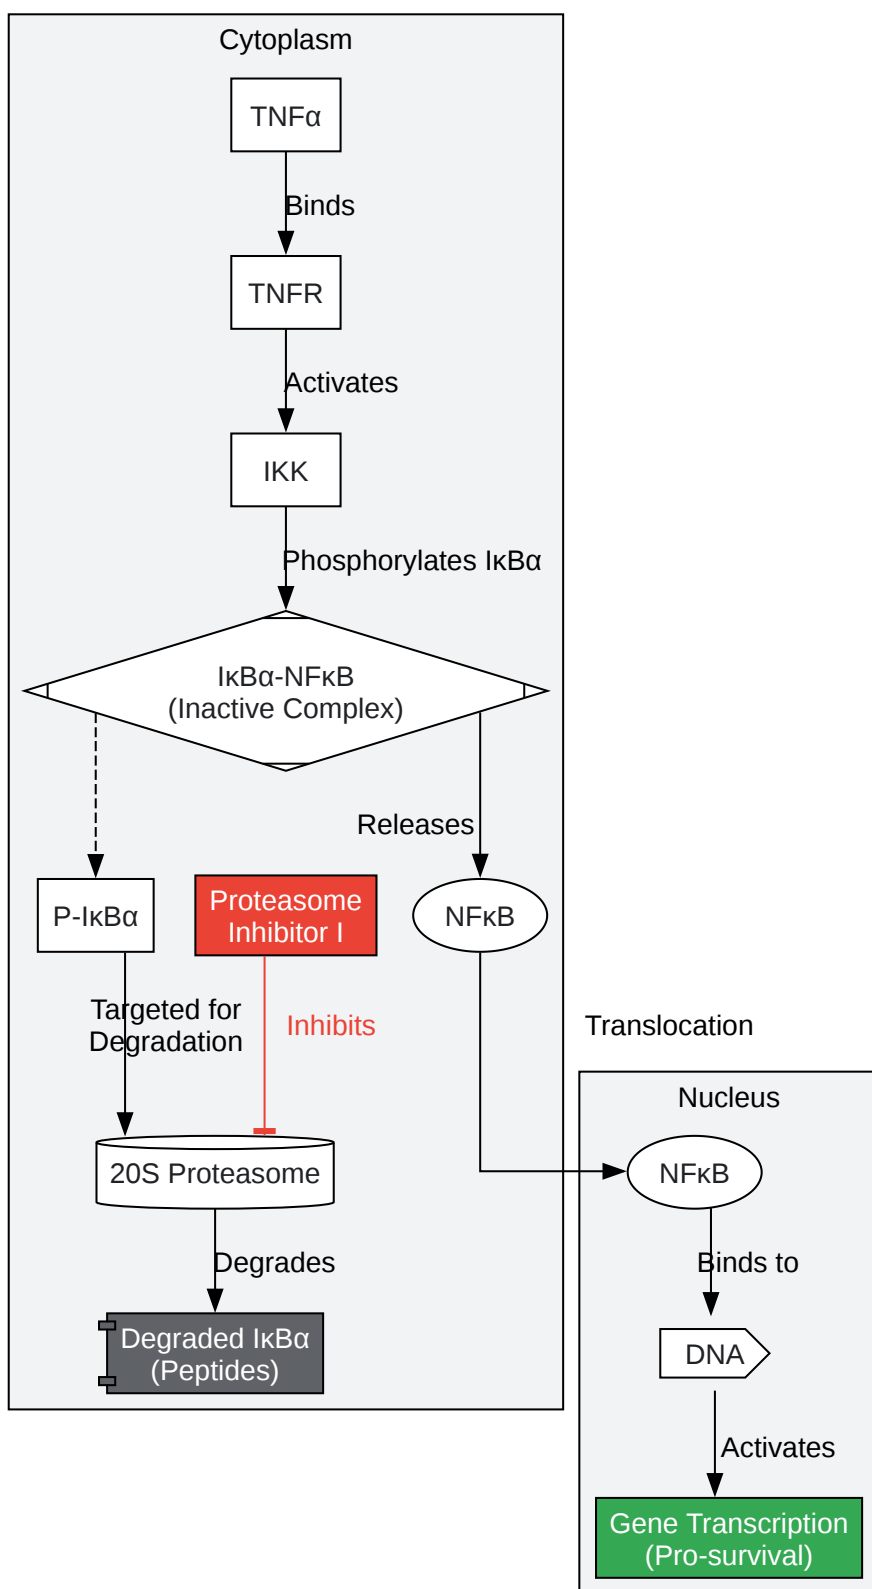 Cytoplasm
TNFα
Binds
TNFR
Activates
IKK
Phosphorylates IκBα
IκBα-NFκB
(Inactive Complex)
Releases
P-IκBα
Proteasome
Inhibitor I
NFκB
Targeted for
Degradation
Inhibits
Translocation
20S Proteasome
Degrades
Degraded IκBα
(Peptides)
Nucleus
NFκB
Binds to
DNA
Activates
Gene Transcription
(Pro-survival)